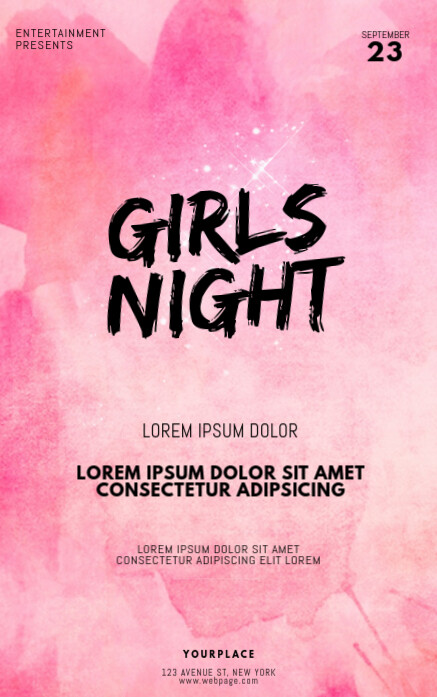 ENTERTAINMENT
PRESENTS
SEPTEMBER
23
GIRLS
NIGHT
LOREM IPSUM DOLOR
LOREM IPSUM DOLOR SIT AMET
CONSECTETUR ADIPSICING
LOREM IPSUM DOLOR SIT AMET
CONSECTETUR ADIPISCING ELIT LOREM
YOURPLACE
123 AVENUE ST, NEW YORK
www.webpage.com